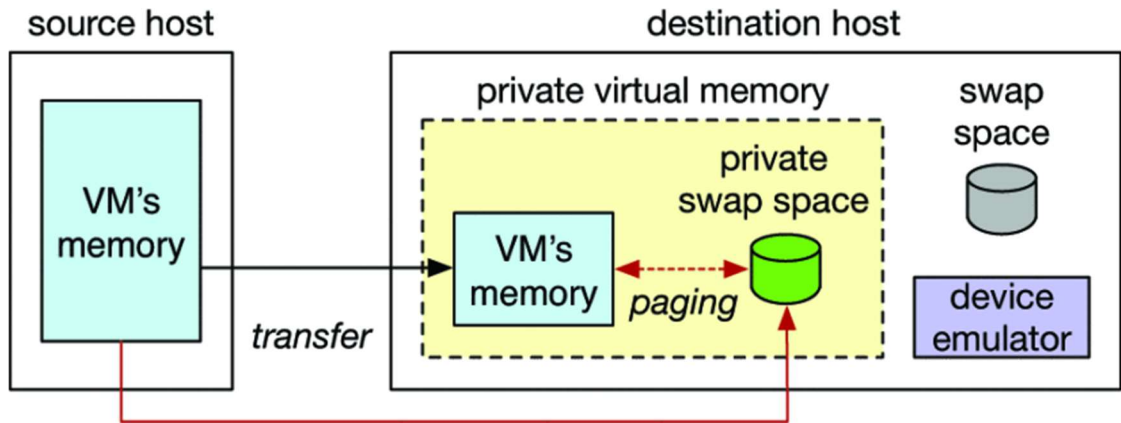 source host
destination host
VM's
memory
transfer
private virtual memory
VM's
memory
paging
private
swap space
swap
space
device
emulator